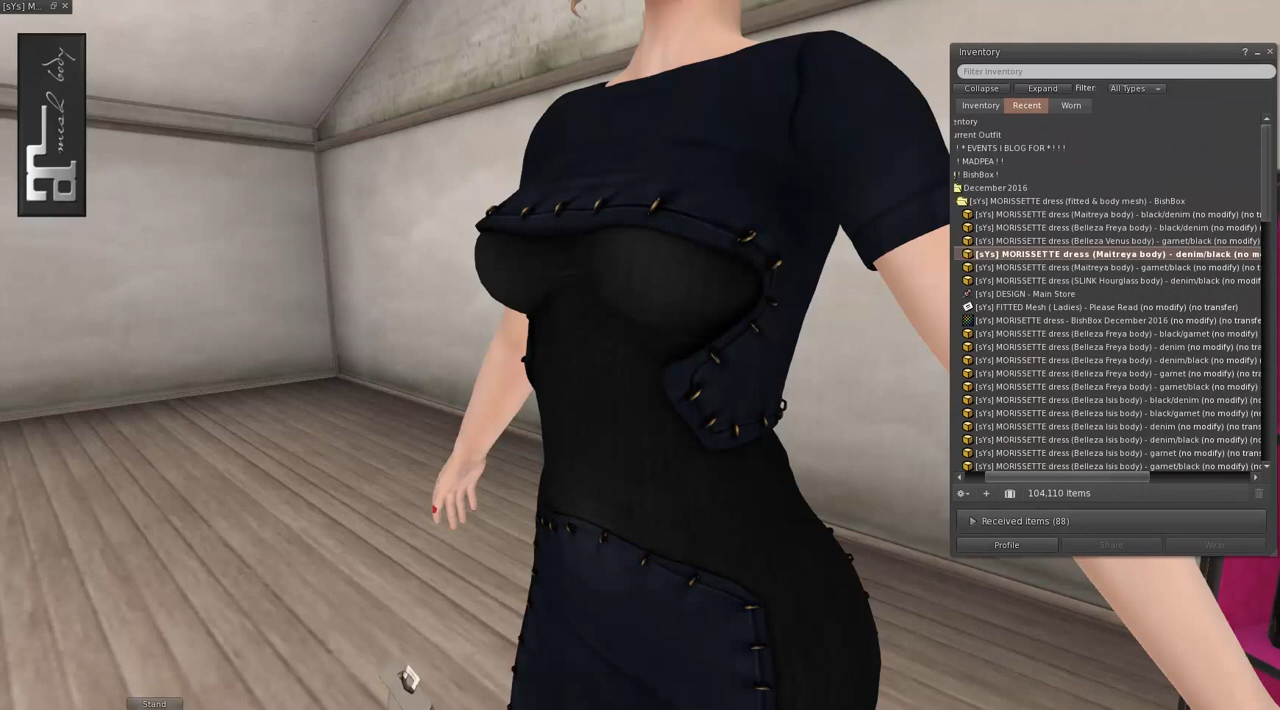 [sYs] M...
mesh body
Inventory
Filter Inventory
Collapse Expand Filter: All Types
Inventory Recent Worn
entory
urrent Outfit
! * EVENTS I BLOG FOR * ! ! !
! MADPEA ! !
!! BishBox !
December 2016
[sYs] MORISSETTE dress (fitted & body mesh) - BishBox
[sYs] MORISSETTE dress (Maitreya body) - black/denim (no modify) (no t
[sYs] MORISSETTE dress (Belleza Freya body) - black/denim (no modify)
[sYs] MORISSETTE dress (Belleza Venus body) - garnet/black (no modify)
[sYs] MORISSETTE dress (Maitreya body) - denim/black (no m
[sYs] MORISSETTE dress (Maitreya body) - garnet/black (no modify) (no t
[sYs] MORISSETTE dress (SLINK Hourglass body) - denim/black (no modify)
[sYs] DESIGN - Main Store
[sYs] FITTED Mesh ( Ladies) - Please Read (no modify) (no transfer)
[sYs] MORISETTE dress - BishBox December 2016 (no modify) (no transfe
[sYs] MORISSETTE dress (Belleza Freya body) - black/garnet (no modify)
[sYs] MORISSETTE dress (Belleza Freya body) - denim (no modify) (no tra
[sYs] MORISSETTE dress (Belleza Freya body) - denim/black (no modify)
[sYs] MORISSETTE dress (Belleza Freya body) - garnet (no modify) (no tra
[sYs] MORISSETTE dress (Belleza Freya body) - garnet/black (no modify)
[sYs] MORISSETTE dress (Belleza Isis body) - black/denim (no modify) (no
[sYs] MORISSETTE dress (Belleza Isis body) - black/garnet (no modify) (no
[sYs] MORISSETTE dress (Belleza Isis body) - denim (no modify) (no trans
[sYs] MORISSETTE dress (Belleza Isis body) - denim/black (no modify) (no
[sYs] MORISSETTE dress (Belleza Isis body) - garnet (no modify) (no trans
[sYs] MORISSETTE dress (Belleza Isis body) - garnet/black (no modify) (no
104,110 Items
Received items (88)
Profile Share Wear
Stand